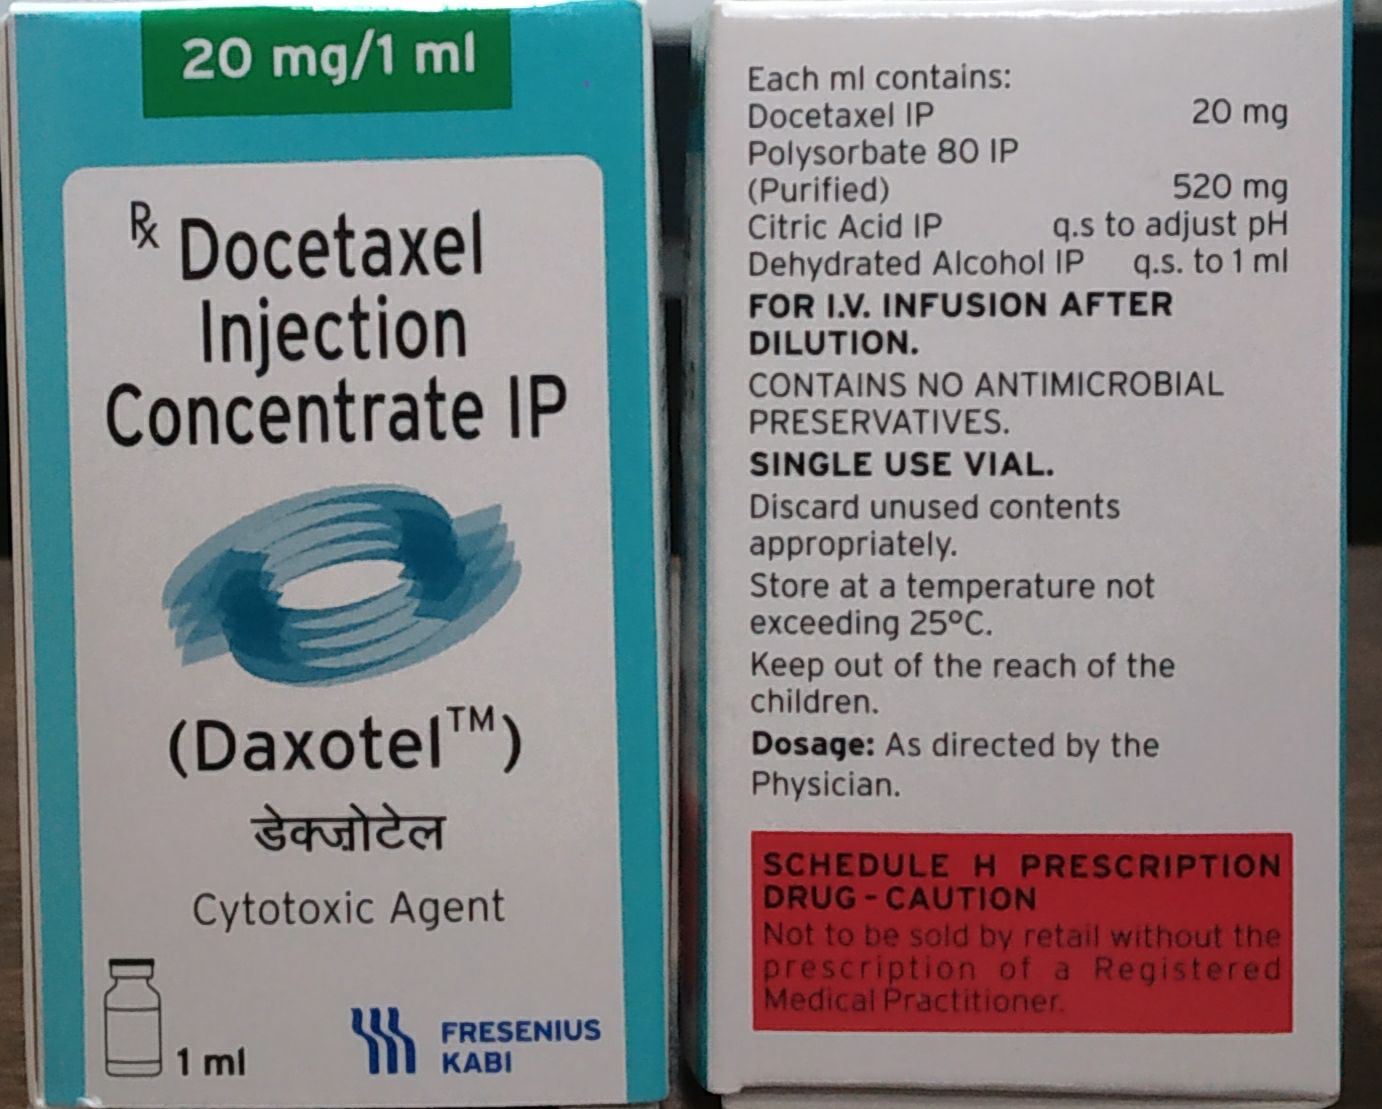 20 mg/1 ml
Rx Docetaxel
Injection
Concentrate IP
(Daxotel™)
डेक्ज़ोटेल
Cytotoxic Agent
1 ml
FRESENIUS
KABI
Each ml contains:
Docetaxel IP 20 mg
Polysorbate 80 IP
(Purified) 520 mg
Citric Acid IP q.s to adjust pH
Dehydrated Alcohol IP q.s. to 1 ml
FOR I.V. INFUSION AFTER
DILUTION.
CONTAINS NO ANTIMICROBIAL
PRESERVATIVES.
SINGLE USE VIAL.
Discard unused contents
appropriately.
Store at a temperature not
exceeding 25°C.
Keep out of the reach of the
children.
Dosage: As directed by the
Physician.
SCHEDULE H PRESCRIPTION
DRUG - CAUTION
Not to be sold by retail without the
prescription of a Registered
Medical Practitioner.